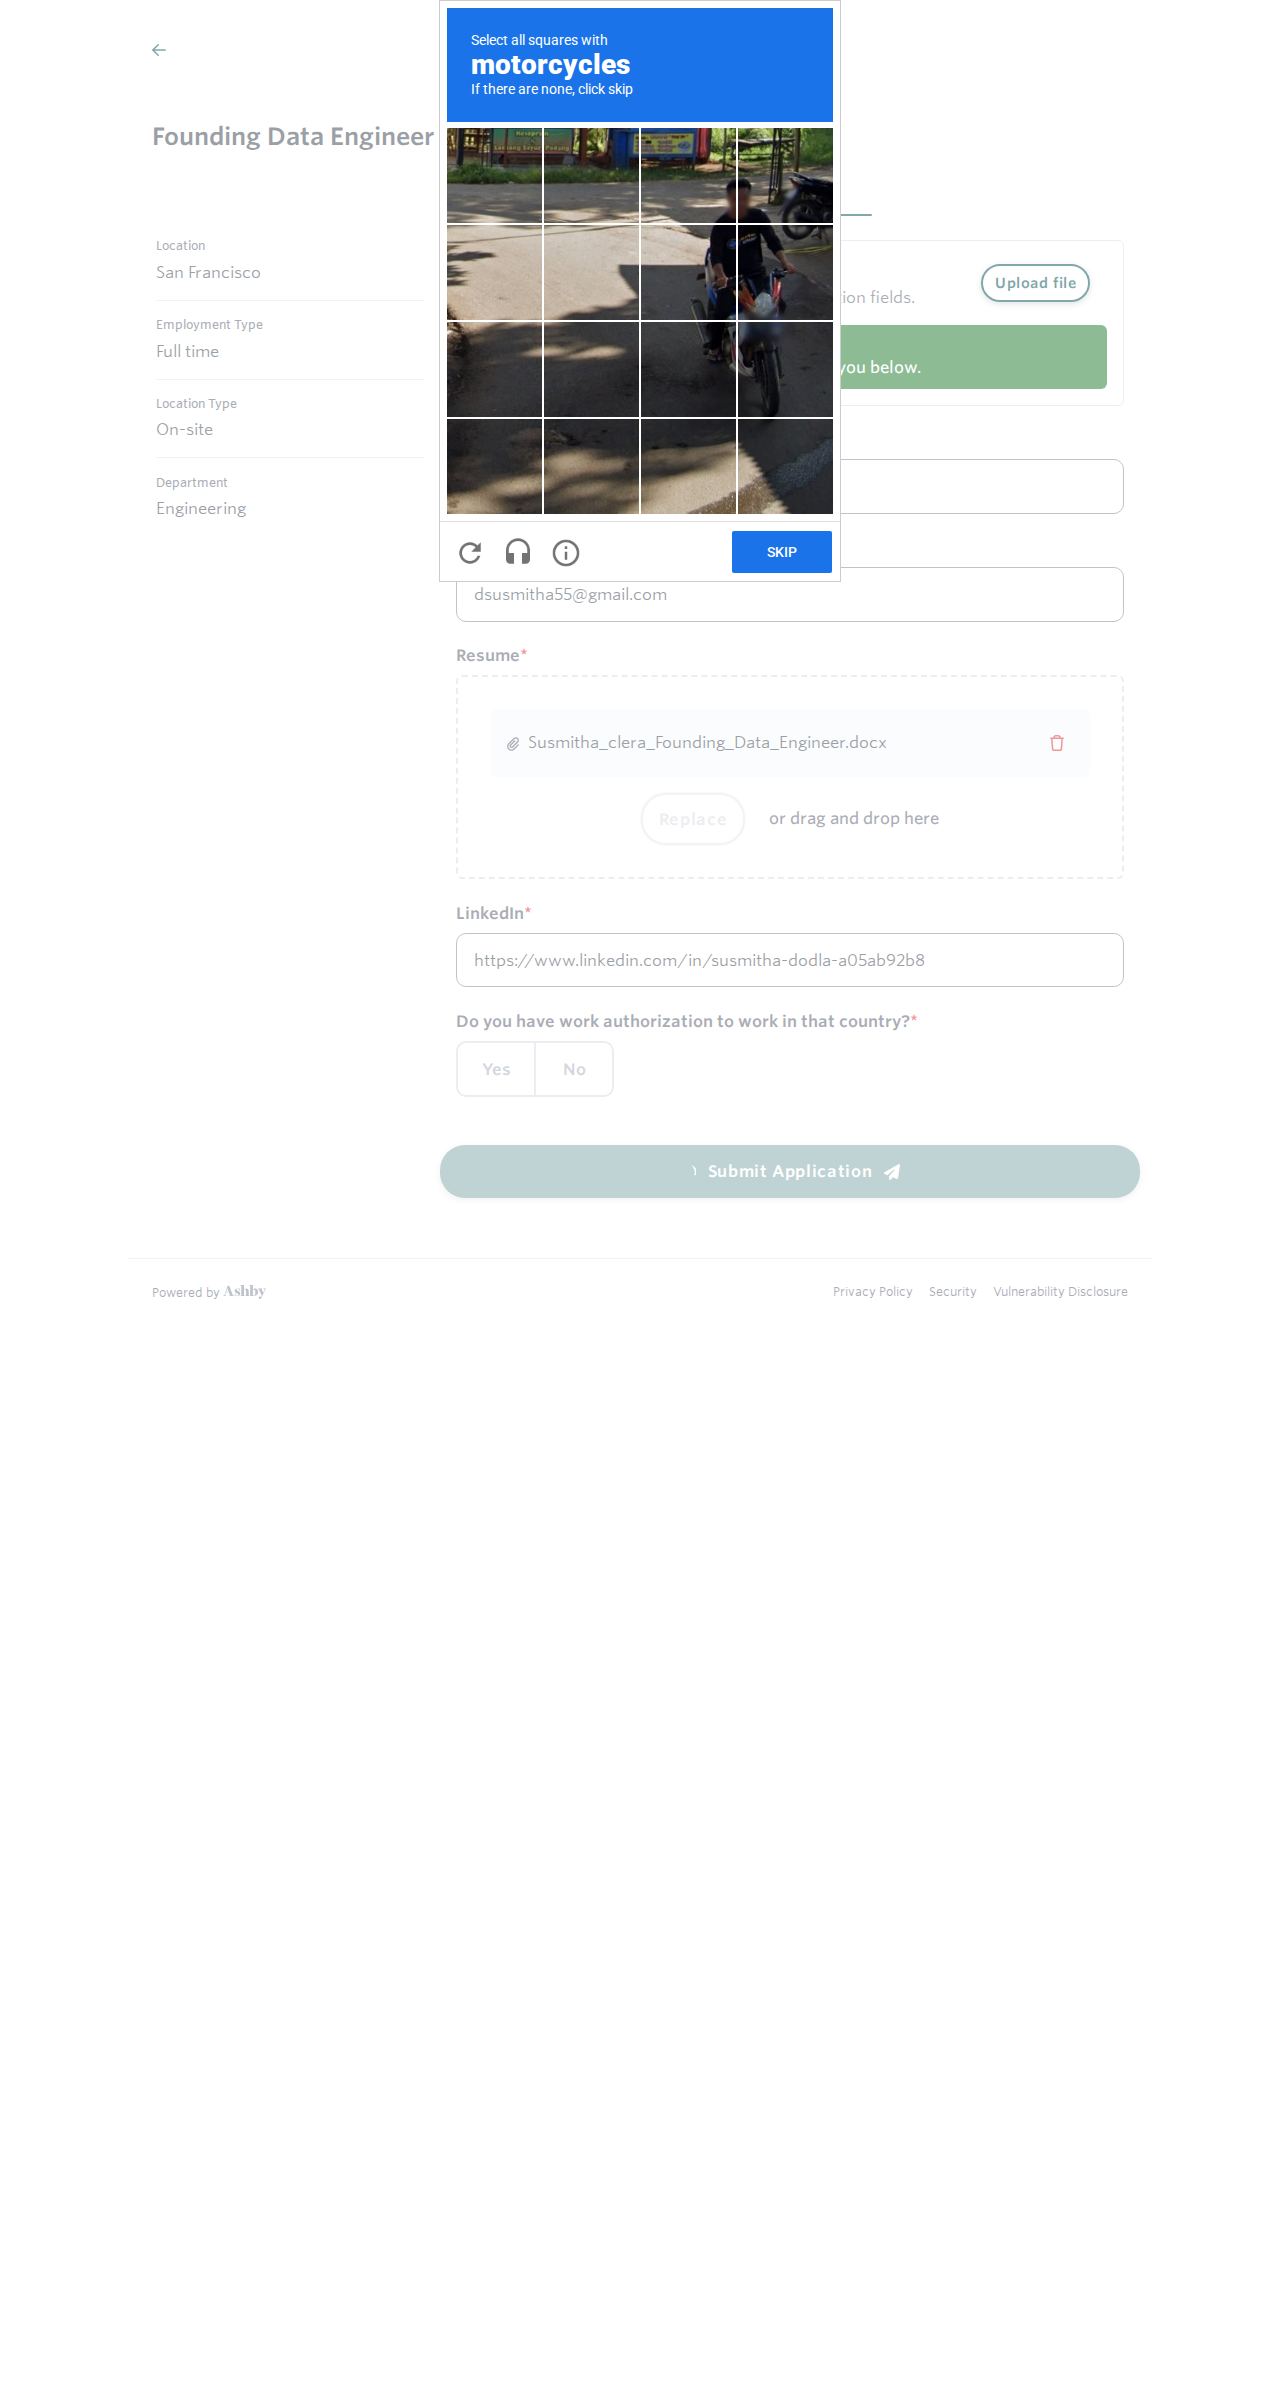 Select all squares with
motorcycles
If there are none, click skip
Founding Data Engineer
Location
San Francisco
Employment Type
Full time
Location Type
On-site
Department
Engineering
Upload file
ion fields.
you below.
SKIP
dsusmitha55@gmail.com
Resume*
Susmitha_clera_Founding_Data_Engineer.docx
Replace
or drag and drop here
LinkedIn*
https://www.linkedin.com/in/susmitha-dodla-a05ab92b8
Do you have work authorization to work in that country?*
Yes
No
Submit Application
Powered by Ashby
Privacy Policy
Security
Vulnerability Disclosure